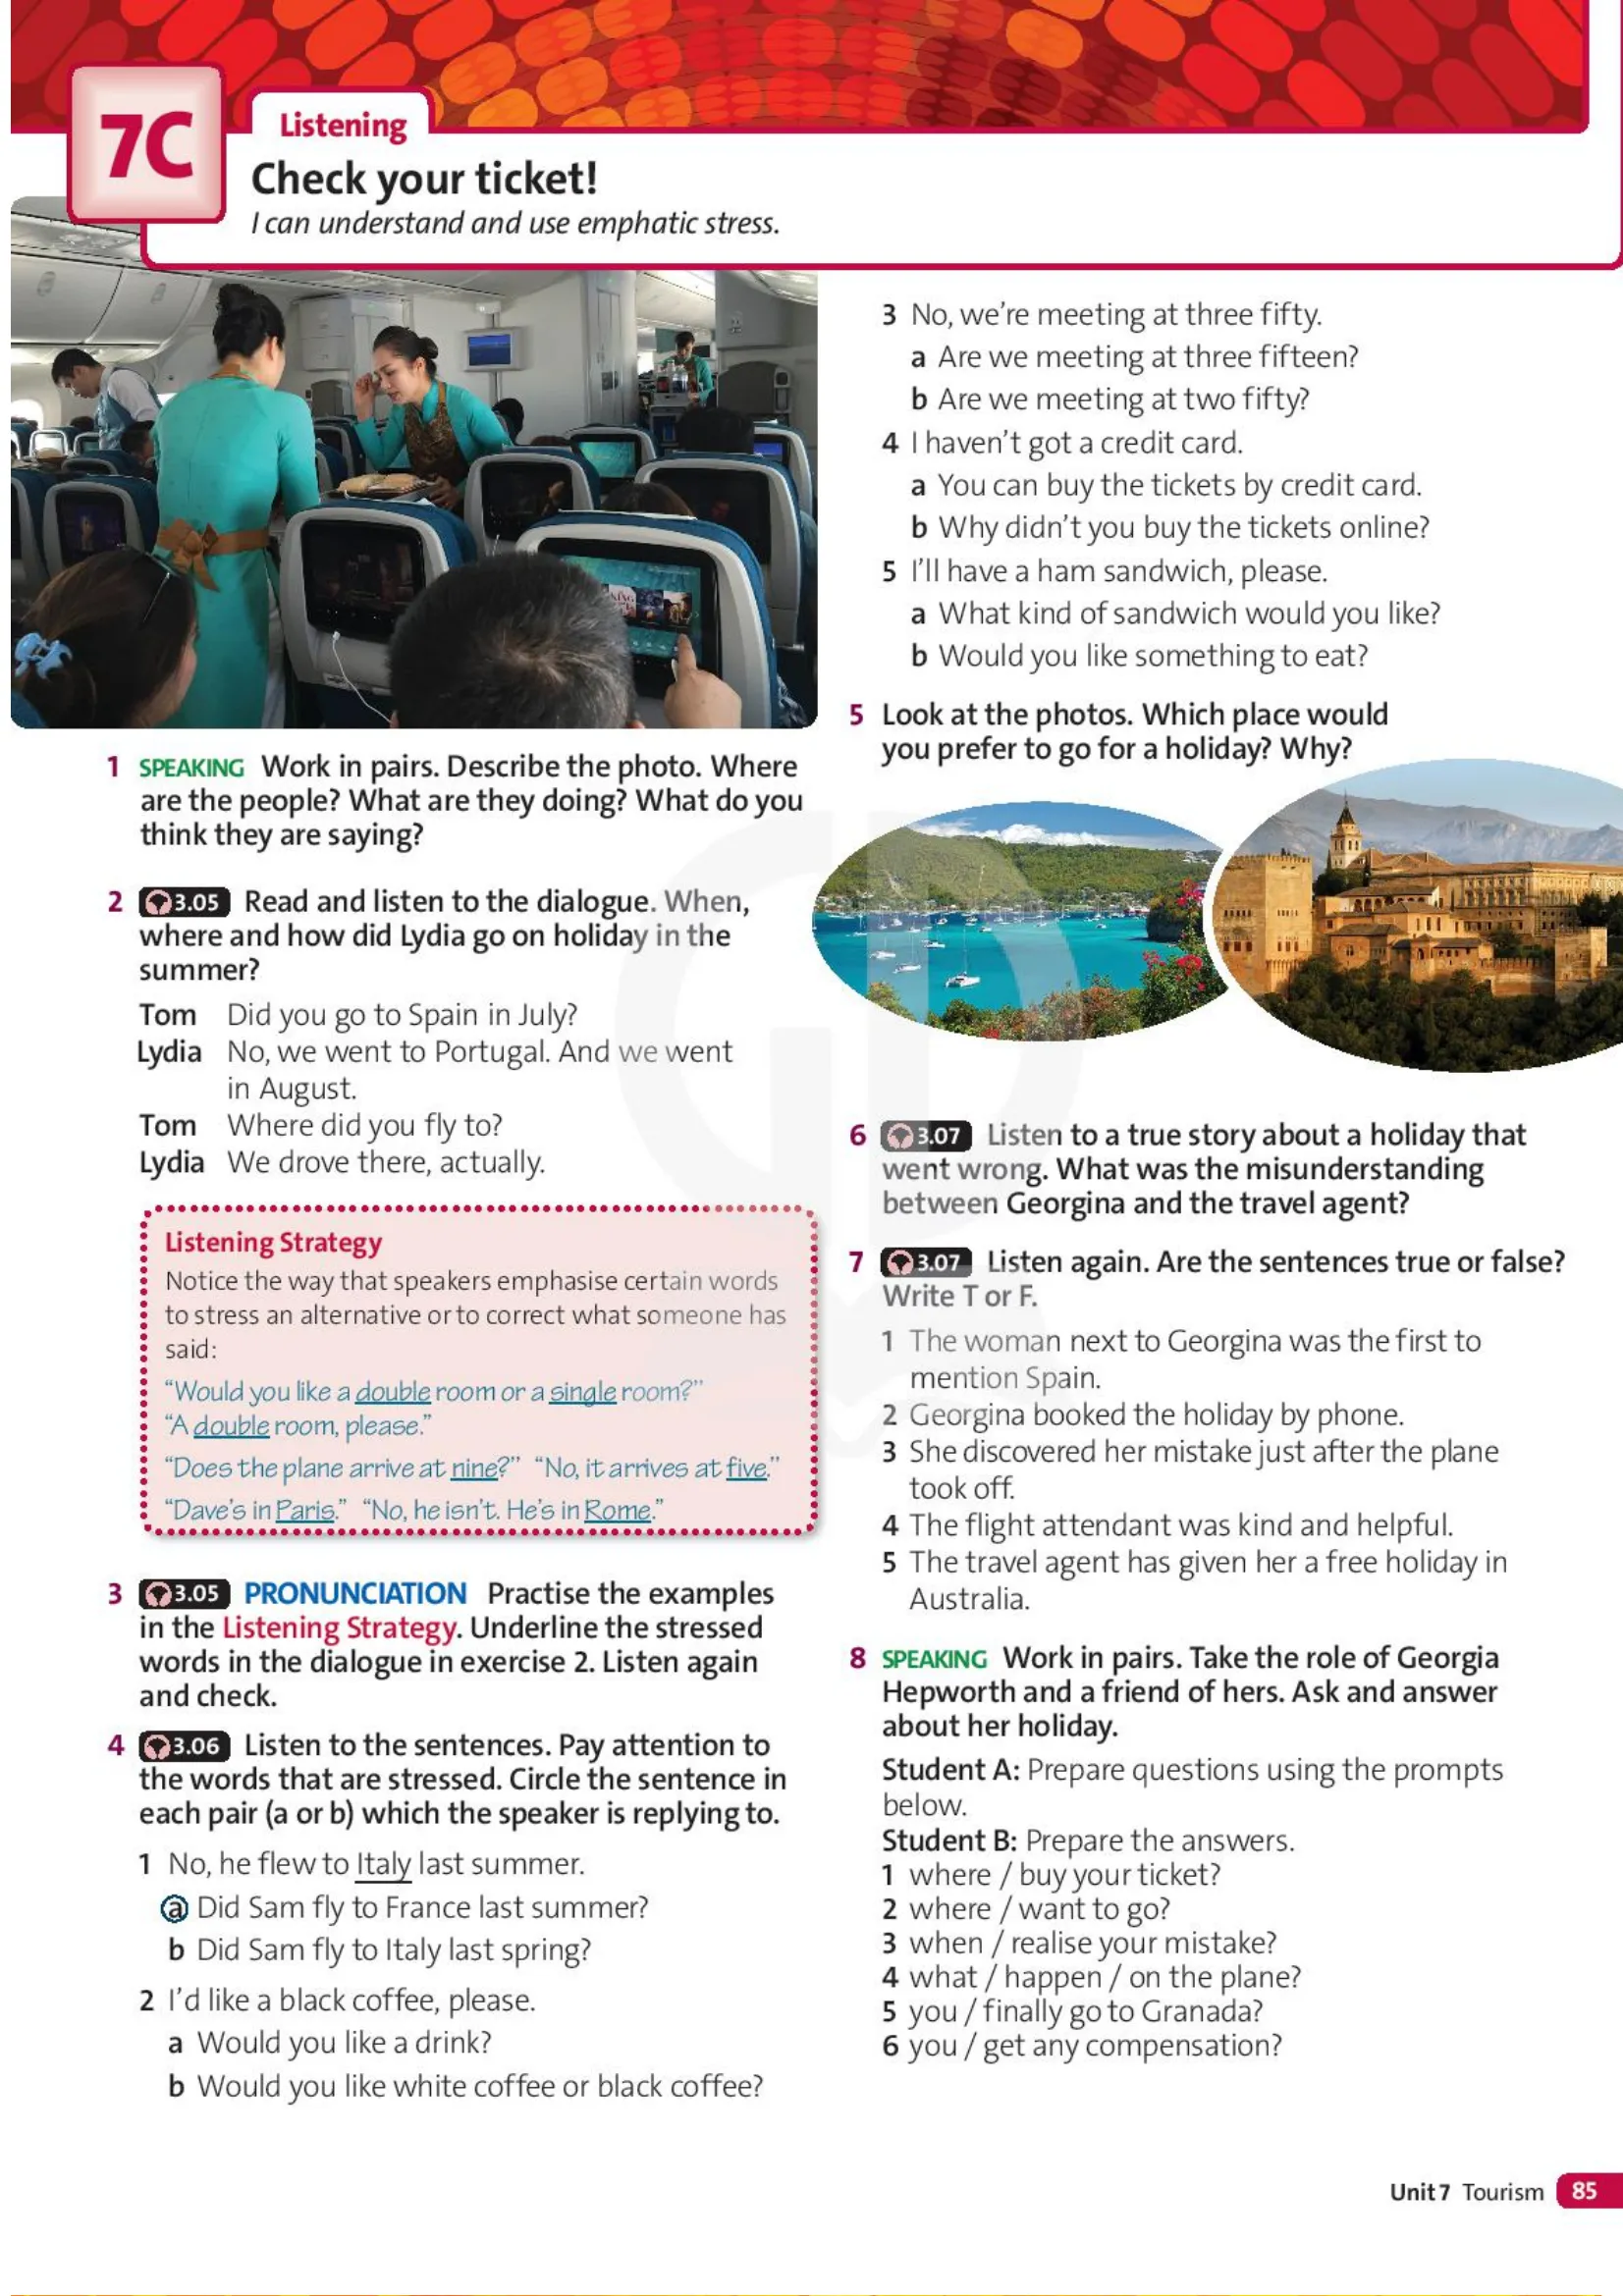 7C
Listening
Check your ticket!
I can understand and use emphatic stress.
1 SPEAKING Work in pairs. Describe the photo. Where
are the people? What are they doing? What do you
think they are saying?
2 3.05 Read and listen to the dialogue. When,
where and how did Lydia go on holiday in the
summer?
Tom Did you go to Spain in July?
Lydia No, we went to Portugal. And we went
in August.
Tom Where did you fly to?
Lydia We drove there, actually.
Listening Strategy
Notice the way that speakers emphasise certain words
to stress an alternative or to correct what someone has
said:
“Would you like a double room or a single room?”
“A double room, please.”
“Does the plane arrive at nine?” “No, it arrives at five.”
“Dave’s in Paris.” “No, he isn’t. He’s in Rome.”
3 3.05 PRONUNCIATION Practise the examples
in the Listening Strategy. Underline the stressed
words in the dialogue in exercise 2. Listen again
and check.
4 3.06 Listen to the sentences. Pay attention to
the words that are stressed. Circle the sentence in
each pair (a or b) which the speaker is replying to.
1 No, he flew to Italy last summer.
a Did Sam fly to France last summer?
b Did Sam fly to Italy last spring?
2 I’d like a black coffee, please.
a Would you like a drink?
b Would you like white coffee or black coffee?
3 No, we’re meeting at three fifty.
a Are we meeting at three fifteen?
b Are we meeting at two fifty?
4 I haven’t got a credit card.
a You can buy the tickets by credit card.
b Why didn’t you buy the tickets online?
5 I’ll have a ham sandwich, please.
a What kind of sandwich would you like?
b Would you like something to eat?
5 Look at the photos. Which place would
you prefer to go for a holiday? Why?
6 3.07 Listen to a true story about a holiday that
went wrong. What was the misunderstanding
between Georgina and the travel agent?
7 3.07 Listen again. Are the sentences true or false?
Write T or F.
1 The woman next to Georgina was the first to
mention Spain.
2 Georgina booked the holiday by phone.
3 She discovered her mistake just after the plane
took off.
4 The flight attendant was kind and helpful.
5 The travel agent has given her a free holiday in
Australia.
8 SPEAKING Work in pairs. Take the role of Georgia
Hepworth and a friend of hers. Ask and answer
about her holiday.
Student A: Prepare questions using the prompts
below.
Student B: Prepare the answers.
1 where / buy your ticket?
2 where / want to go?
3 when / realise your mistake?
4 what / happen / on the plane?
5 you / finally go to Granada?
6 you / get any compensation?
Unit 7 Tourism 85